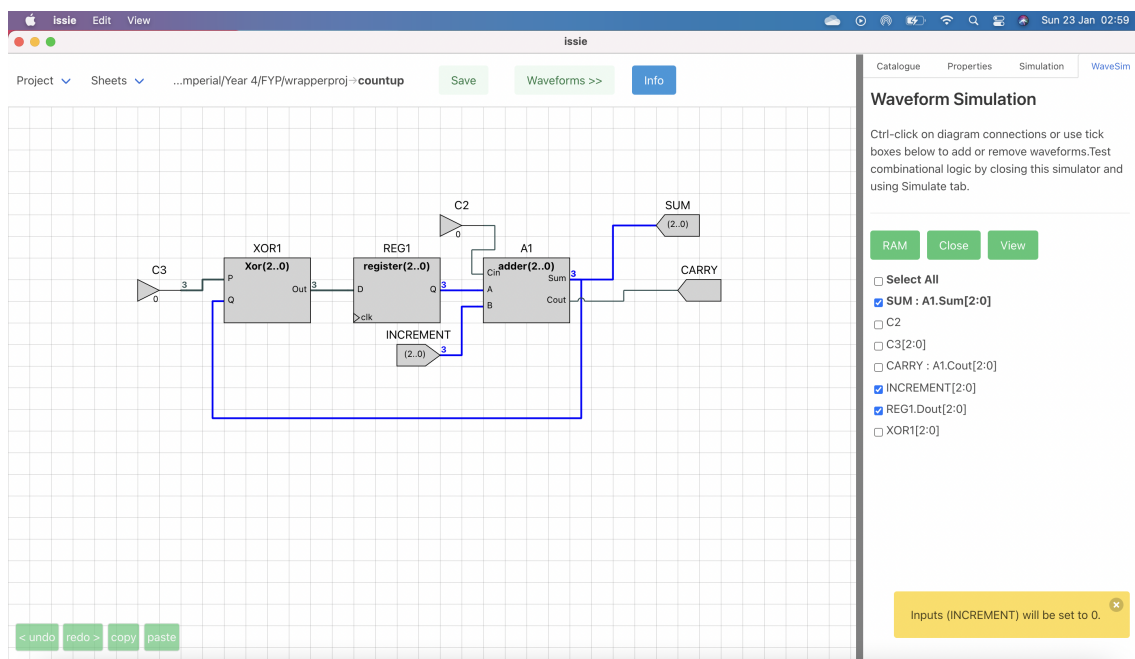 issie Edit View Sun 23 Jan 02:59
issie
Project Sheets ...mperial/Year 4/FYP/wrapperproj→countup Save Waveforms >> Info
Catalogue Properties Simulation WaveSim
Waveform Simulation
Ctrl-click on diagram connections or use tick
boxes below to add or remove waveforms.Test
combinational logic by closing this simulator and
using Simulate tab.
RAM Close View
Select All
SUM : A1.Sum[2:0]
C2
C3[2:0]
CARRY : A1.Cout[2:0]
INCREMENT[2:0]
REG1.Dout[2:0]
XOR1[2:0]
Inputs (INCREMENT) will be set to 0.
C2
0
SUM
(2..0)
XOR1
Xor(2..0)
P
Q
Out
3
REG1
register(2..0)
D
Q
clk
3
A1
adder(2..0)
Cin
A
B
Sum
Cout
3
C3
0
3
CARRY
INCREMENT
(2..0)
3
< undo redo > copy paste